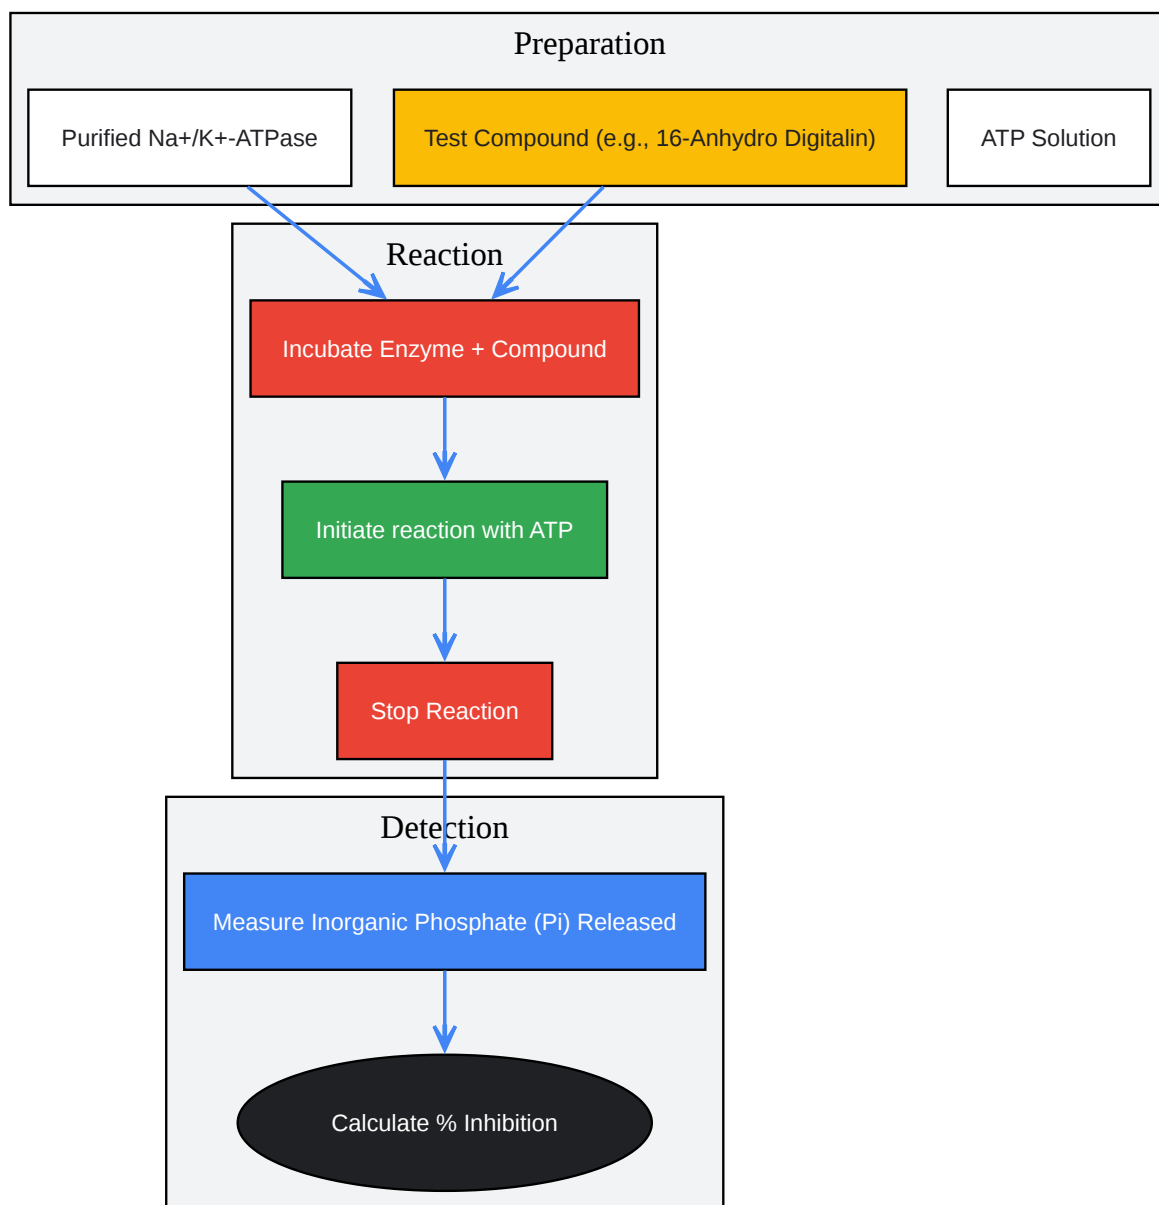 Preparation
Purified Na+/K+-ATPase
Test Compound (e.g., 16-Anhydro Digitalin)
ATP Solution
Reaction
Incubate Enzyme + Compound
Initiate reaction with ATP
Stop Reaction
Detection
Measure Inorganic Phosphate (Pi) Released
Calculate % Inhibition